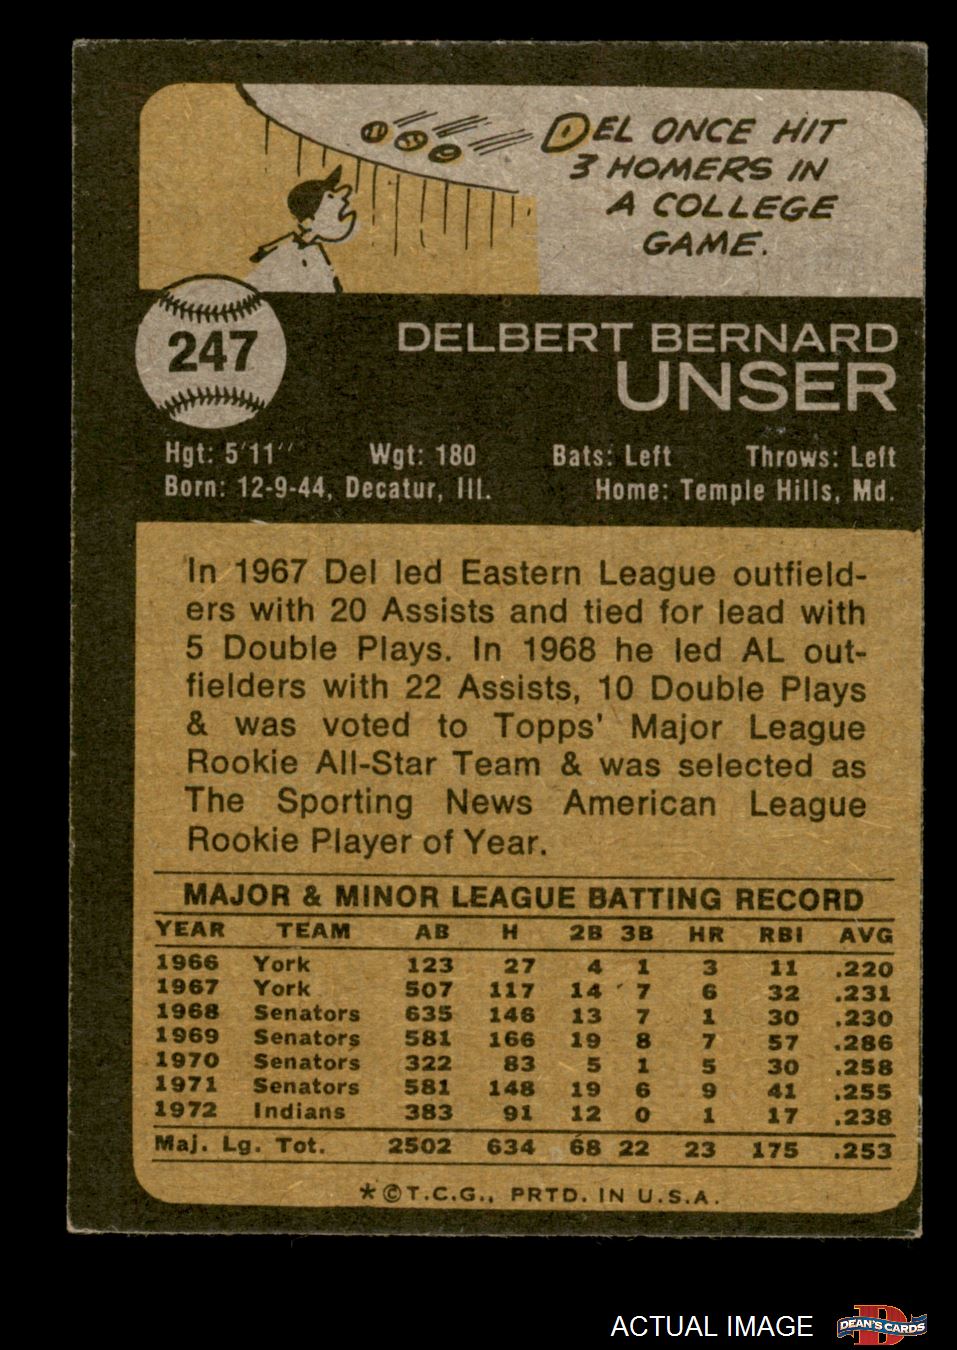 DEL ONCE HIT
3 HOMERS IN
A COLLEGE
GAME.
247
DELBERT BERNARD
UNSER
Hgt: 5'11'' Wgt: 180 Bats: Left Throws: Left
Born: 12-9-44, Decatur, Ill. Home: Temple Hills, Md.
In 1967 Del led Eastern League outfield-
ers with 20 Assists and tied for lead with
5 Double Plays. In 1968 he led AL out-
fielders with 22 Assists, 10 Double Plays
& was voted to Topps' Major League
Rookie All-Star Team & was selected as
The Sporting News American League
Rookie Player of Year.
MAJOR & MINOR LEAGUE BATTING RECORD
YEAR TEAM AB H 2B 3B HR RBI AVG
1966 York 123 27 4 1 3 11 .220
1967 York 507 117 14 7 6 32 .231
1968 Senators 635 146 13 7 1 30 .230
1969 Senators 581 166 19 8 7 57 .286
1970 Senators 322 83 5 1 5 30 .258
1971 Senators 581 148 19 6 9 41 .255
1972 Indians 383 91 12 0 1 17 .238
Maj. Lg. Tot. 2502 634 68 22 23 175 .253
*©T.C.G., PRTD. IN U.S.A.
ACTUAL IMAGE
D
DEAN'S CARDS